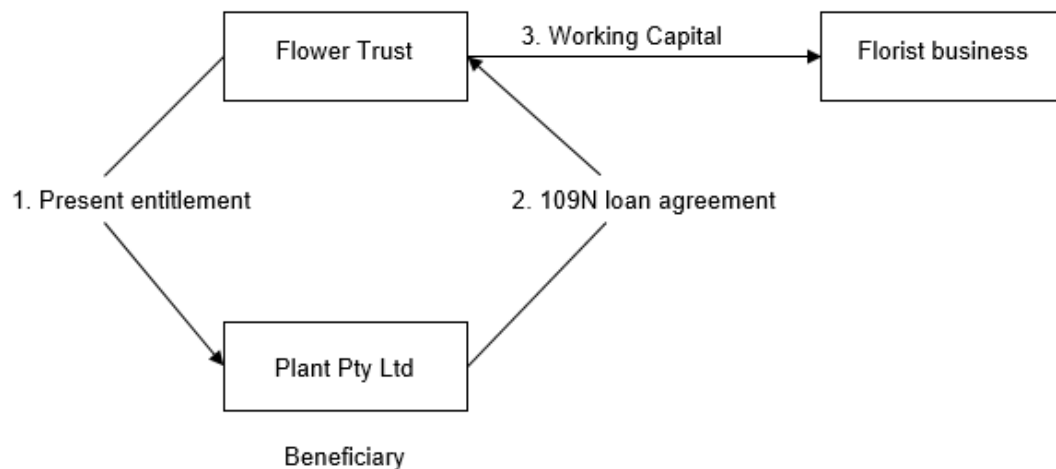 3. Working Capital
Flower Trust
Florist business
1. Present entitlement
2. 109N loan agreement
Plant Pty Ltd
Beneficiary